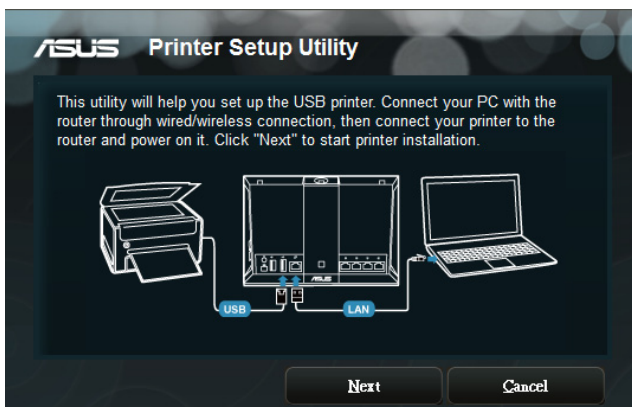 ASUS Printer Setup Utility
This utility will help you set up the USB printer. Connect your PC with the
router through wired/wireless connection, then connect your printer to the
router and power on it. Click "Next" to start printer installation.
ASUS
USB
LAN
Next
Cancel